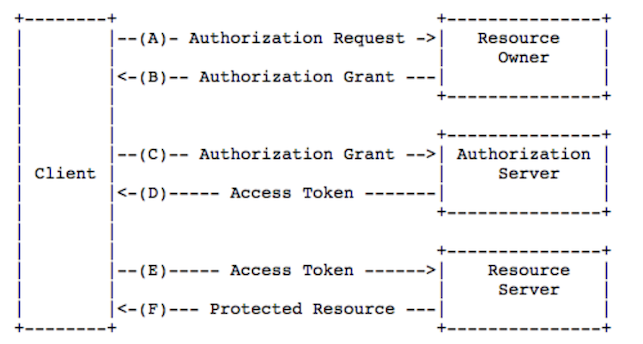 +--------+                               +---------------+
|        |--(A)- Authorization Request ->|   Resource    |
|        |                               |     Owner     |
|        |<-(B)-- Authorization Grant ---|               |
|        |                               +---------------+
|        |
|        |                               +---------------+
|        |--(C)-- Authorization Grant -->| Authorization |
| Client |                               |     Server    |
|        |<-(D)----- Access Token -------|               |
|        |                               +---------------+
|        |
|        |                               +---------------+
|        |--(E)----- Access Token ------>|    Resource   |
|        |                               |     Server    |
|        |<-(F)--- Protected Resource ---|               |
+--------+                               +---------------+